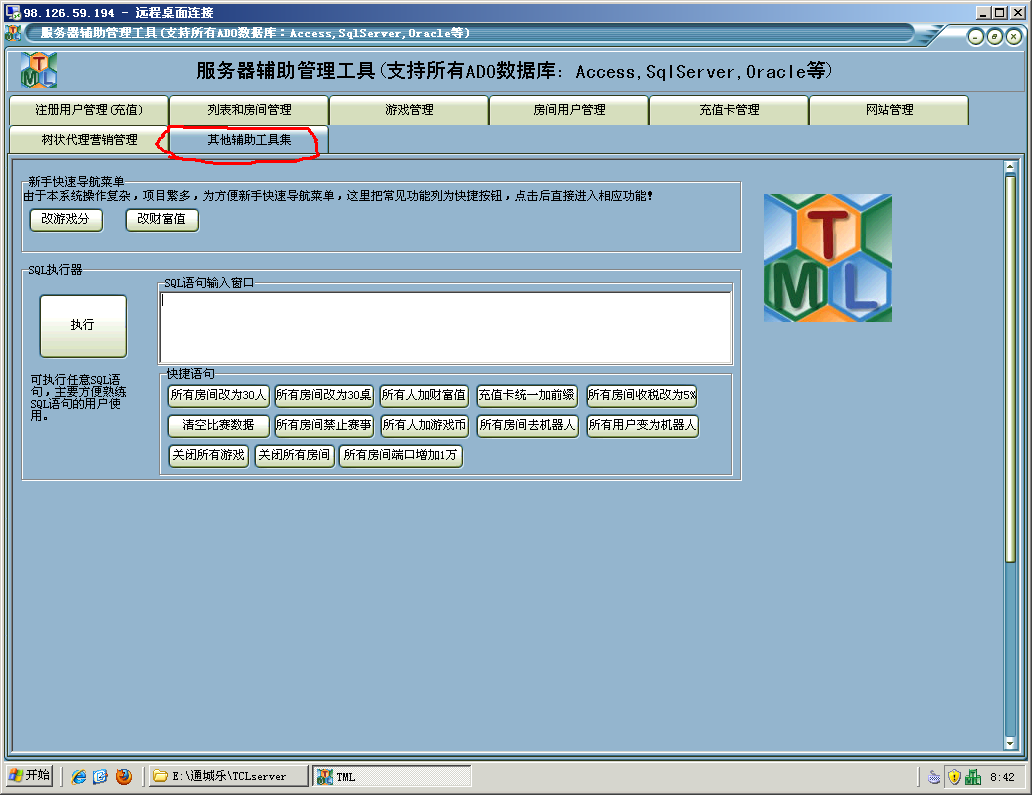 98.126.59.194 - 远程桌面连接
服务器辅助管理工具(支持所有ADO数据库：Access,SqlServer,Oracle等)
TML
服务器辅助管理工具(支持所有ADO数据库：Access,SqlServer,Oracle等)
注册用户管理(充值) 列表和房间管理 游戏管理 房间用户管理 充值卡管理 网站管理
树状代理营销管理 其他辅助工具集
新手快速导航菜单
由于本系统操作复杂，项目繁多，为方便新手快速导航菜单，这里把常见功能列为快捷按钮，点击后直接进入相应功能！
改游戏分 改财富值
TML
SQL执行器
SQL语句输入窗口
执行
可执行任意SQL语
句，主要方便熟练
SQL语句的用户使
用。
快捷语句
所有房间改为30人 所有房间改为30桌 所有人加财富值 充值卡统一加前缀 所有房间收税改为5%
清空比赛数据 所有房间禁止赛事 所有人加游戏币 所有房间去机器人 所有用户变为机器人
关闭所有游戏 关闭所有房间 所有房间端口增加1万
开始 E:\通城乐\TCLserver TML 8:42